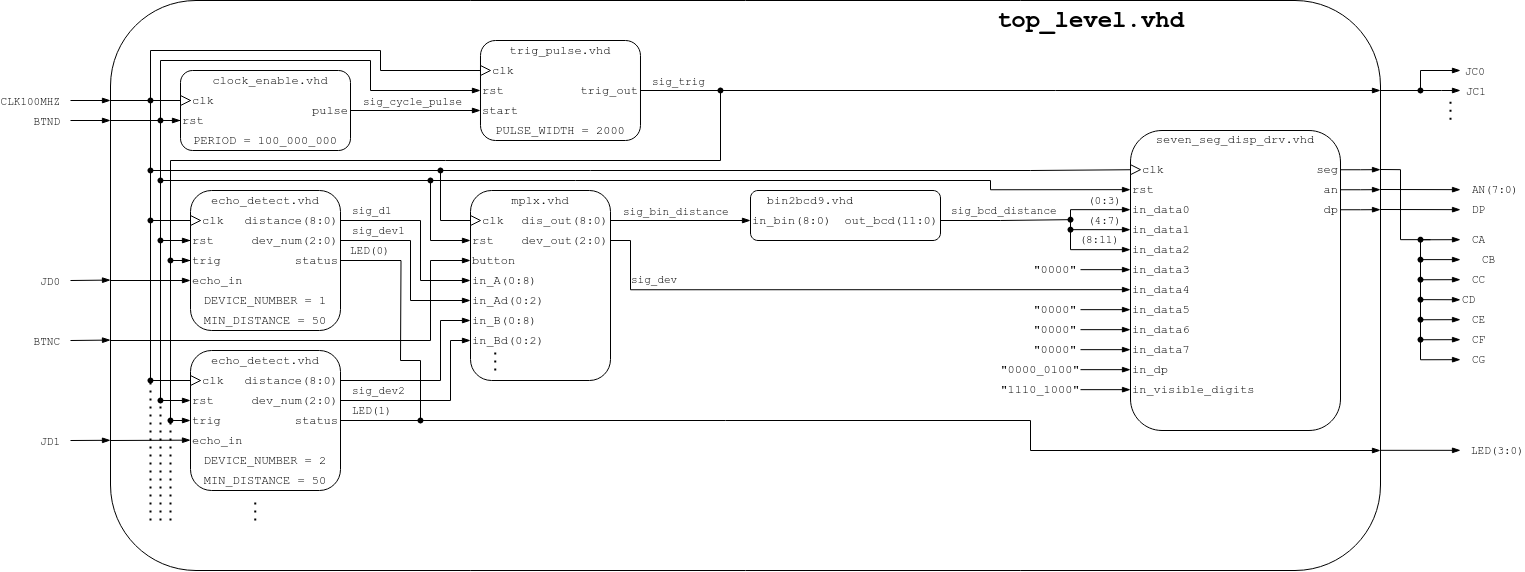 top_level.vhd
trig_pulse.vhd
clk
rst
start
trig_out
PULSE_WIDTH = 2000
sig_trig
JC0
JC1
clock_enable.vhd
clk
rst
pulse
PERIOD = 100_000_000
sig_cycle_pulse
CLK100MHZ
BTND
seven_seg_disp_drv.vhd
clk
rst
in_data0
in_data1
in_data2
in_data3
in_data4
in_data5
in_data6
in_data7
in_dp
in_visible_digits
seg
an
dp
(0:3)
(4:7)
(8:11)
"0000"
"0000"
"0000"
"0000"
"0000_0100"
"1110_1000"
AN(7:0)
DP
CA
CB
CC
CD
CE
CF
CG
LED(3:0)
echo_detect.vhd
clk
rst
trig
echo_in
distance(8:0)
dev_num(2:0)
status
DEVICE_NUMBER = 1
MIN_DISTANCE = 50
sig_d1
sig_dev1
LED(0)
JD0
BTNC
mplx.vhd
clk
rst
button
in_A(0:8)
in_Ad(0:2)
in_B(0:8)
in_Bd(0:2)
dis_out(8:0)
dev_out(2:0)
sig_bin_distance
sig_dev
bin2bcd9.vhd
in_bin(8:0)
out_bcd(11:0)
sig_bcd_distance
echo_detect.vhd
clk
rst
trig
echo_in
distance(8:0)
dev_num(2:0)
status
DEVICE_NUMBER = 2
MIN_DISTANCE = 50
sig_dev2
LED(1)
JD1